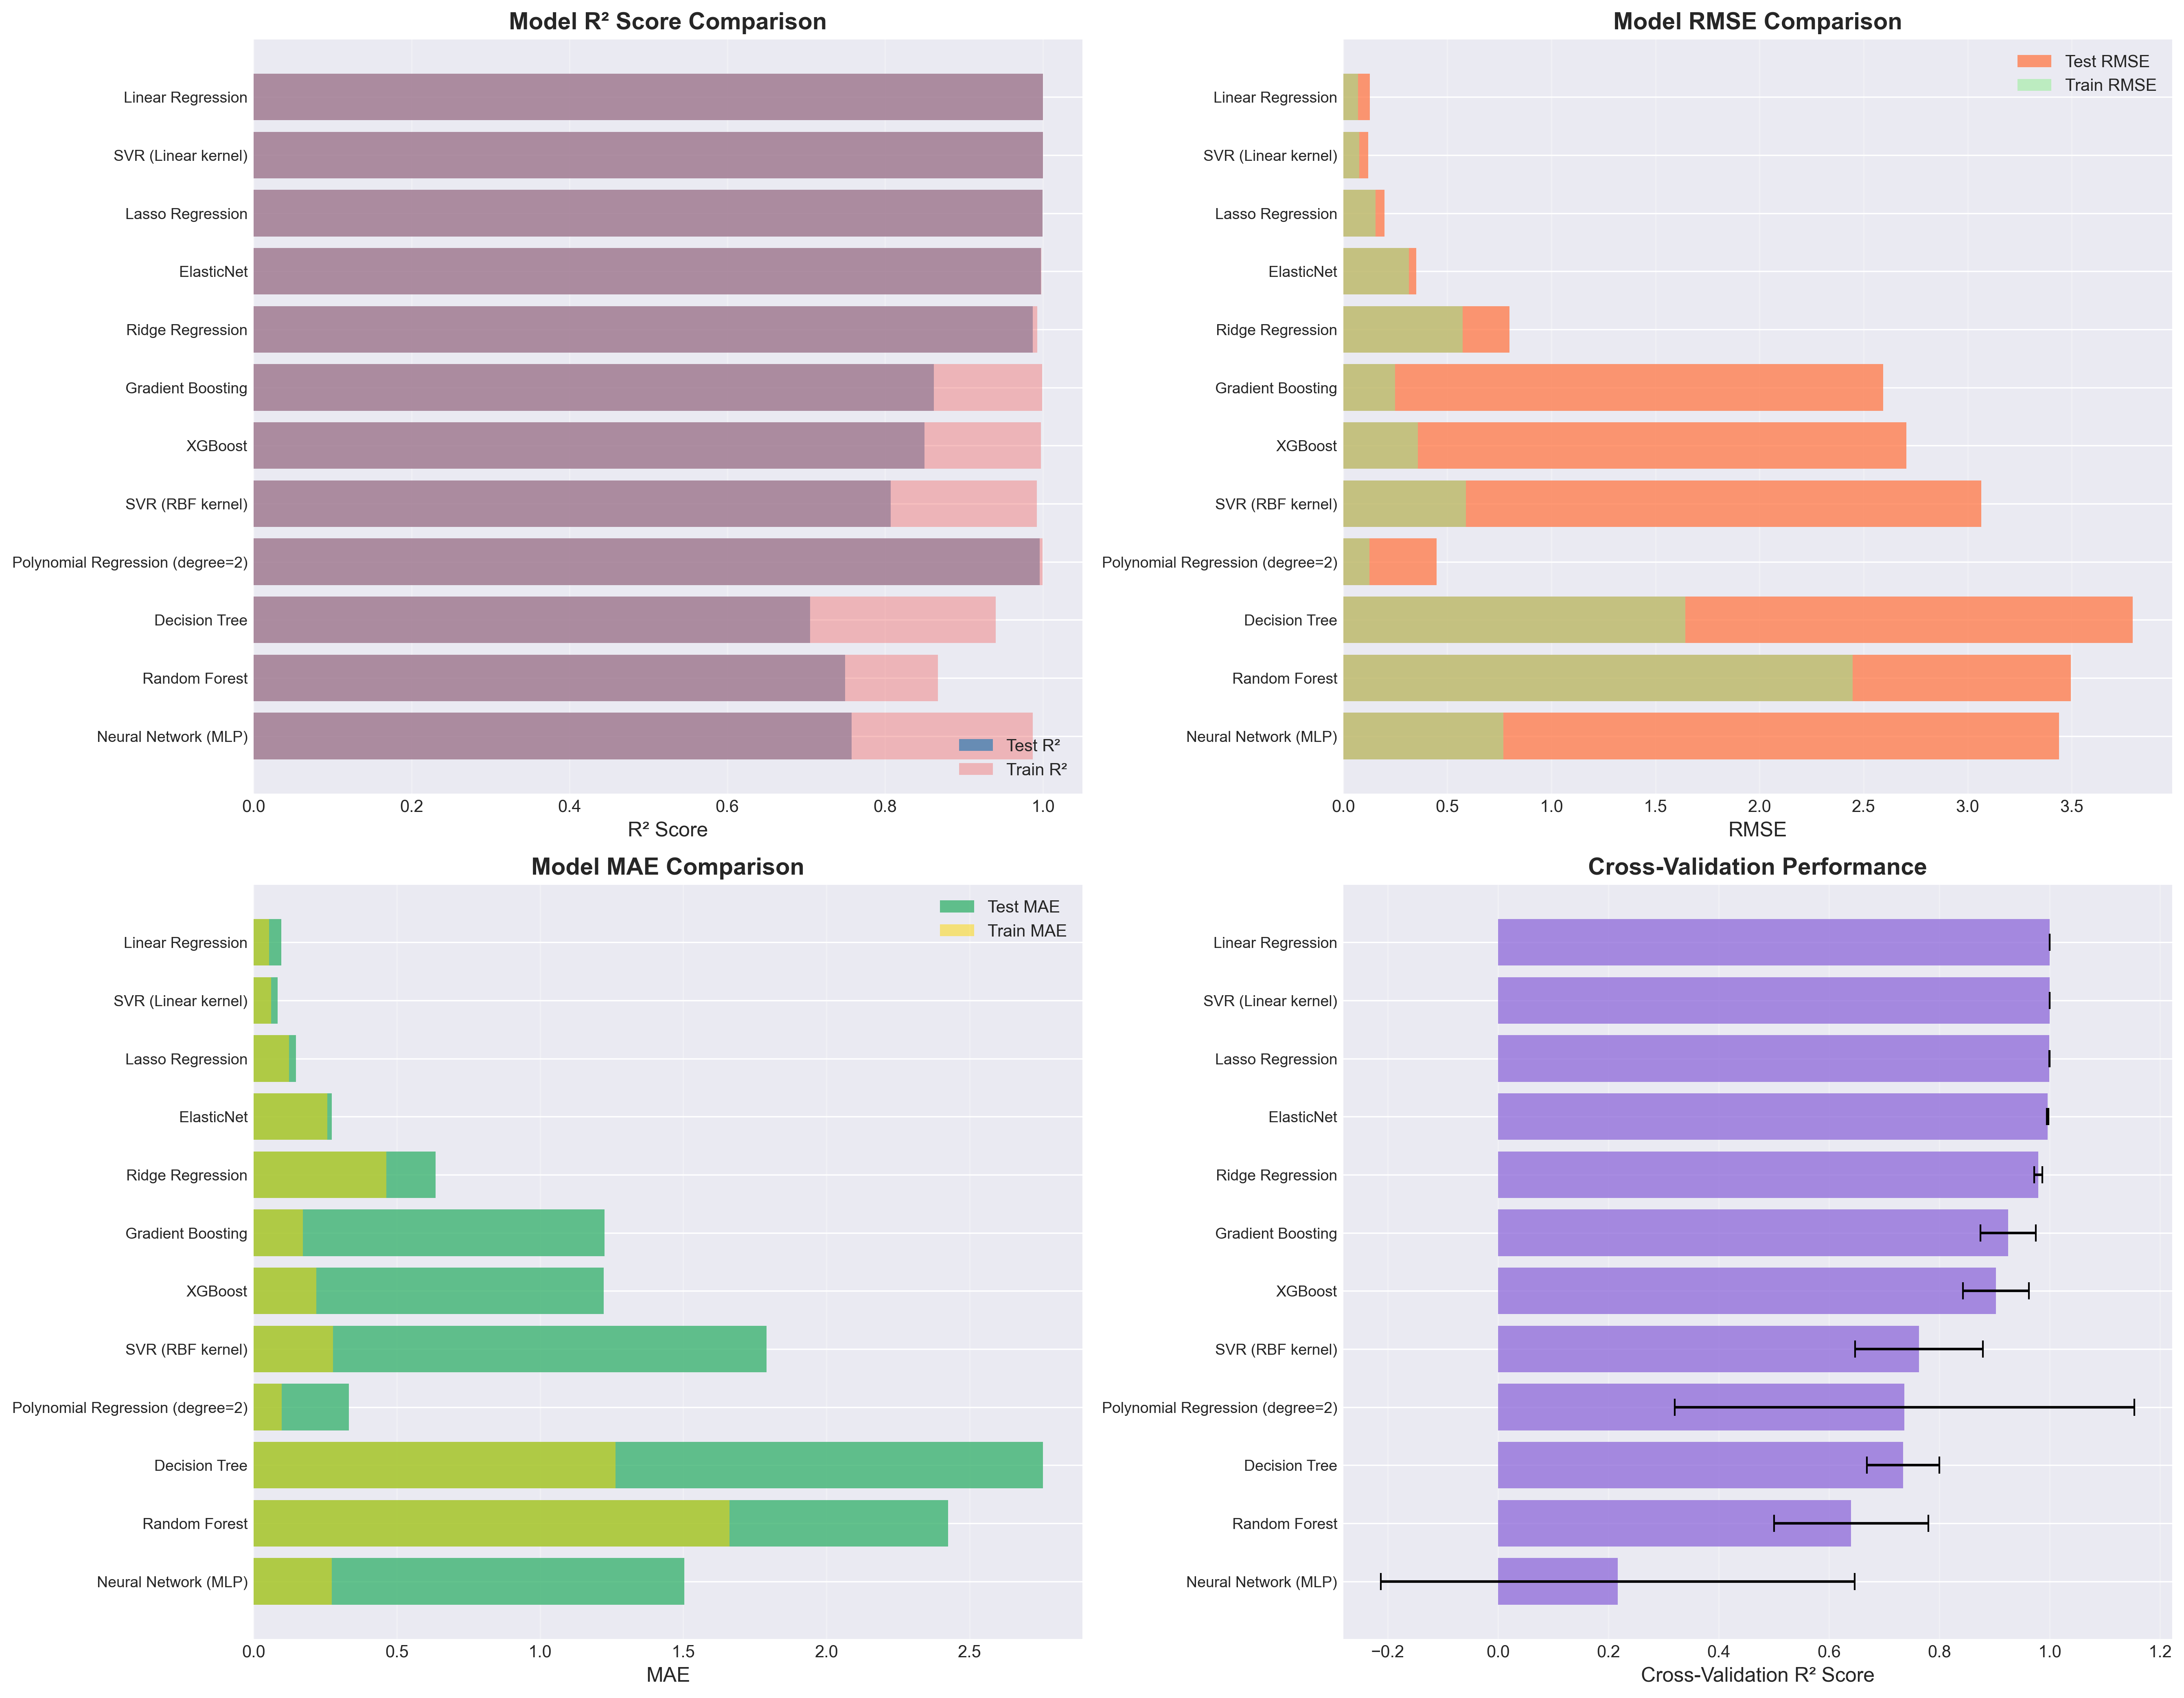 Model R² Score Comparison
Linear Regression
SVR (Linear kernel)
Lasso Regression
ElasticNet
Ridge Regression
Gradient Boosting
XGBoost
SVR (RBF kernel)
Polynomial Regression (degree=2)
Decision Tree
Random Forest
Neural Network (MLP)
Test R²
Train R²
0.0 0.2 0.4 0.6 0.8 1.0
R² Score
Model RMSE Comparison
Test RMSE
Train RMSE
Linear Regression
SVR (Linear kernel)
Lasso Regression
ElasticNet
Ridge Regression
Gradient Boosting
XGBoost
SVR (RBF kernel)
Polynomial Regression (degree=2)
Decision Tree
Random Forest
Neural Network (MLP)
0.0 0.5 1.0 1.5 2.0 2.5 3.0 3.5
RMSE
Model MAE Comparison
Test MAE
Train MAE
Linear Regression
SVR (Linear kernel)
Lasso Regression
ElasticNet
Ridge Regression
Gradient Boosting
XGBoost
SVR (RBF kernel)
Polynomial Regression (degree=2)
Decision Tree
Random Forest
Neural Network (MLP)
0.0 0.5 1.0 1.5 2.0 2.5
MAE
Cross-Validation Performance
Linear Regression
SVR (Linear kernel)
Lasso Regression
ElasticNet
Ridge Regression
Gradient Boosting
XGBoost
SVR (RBF kernel)
Polynomial Regression (degree=2)
Decision Tree
Random Forest
Neural Network (MLP)
−0.2 0.0 0.2 0.4 0.6 0.8 1.0 1.2
Cross-Validation R² Score